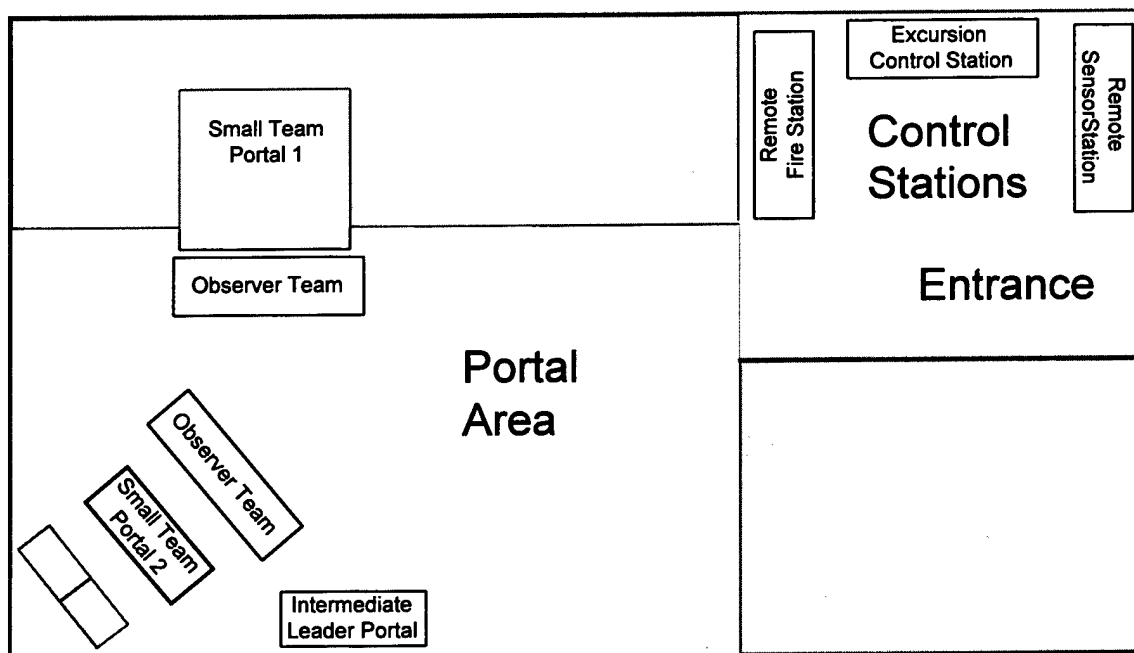 Small Team
Portal 1
Observer Team
Portal
Area
Observer Team
Small Team
Portal 2
Intermediate
Leader Portal
Excursion
Control Station
Remote
Fire Station
Control
Stations
Remote
SensorStation
Entrance